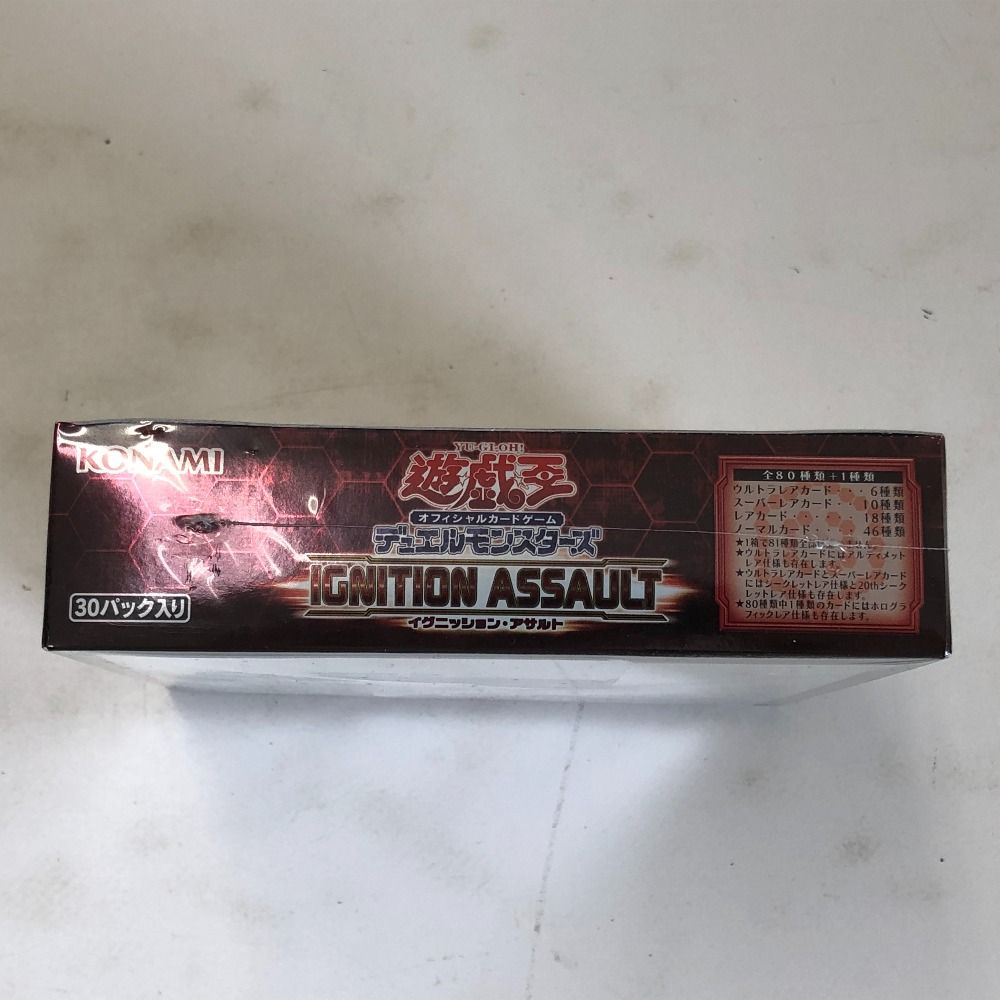 KONAMI
YU-GI-OH!
遊戯王
オフィシャルカードゲーム
デュエルモンスターズ
IGNITION ASSAULT
イグニッション・アサルト
30パック入り
全80種類+1種類
ウルトラレアカード・・・6種類
スーパーレアカード・・10種類
レアカード・18種類
ノーマルカード・46種類
★1箱で81種類全ません。
★ウルトラレアカードにはアルティメット
レア仕様も存在します。
★ウルトラレアカードとスーパーレアカード
にはシークレットレア仕様と20thシーク
レットレア仕様も存在します。
★80種類中1種類のカードにはホログラ
フィックレア仕様も存在します。